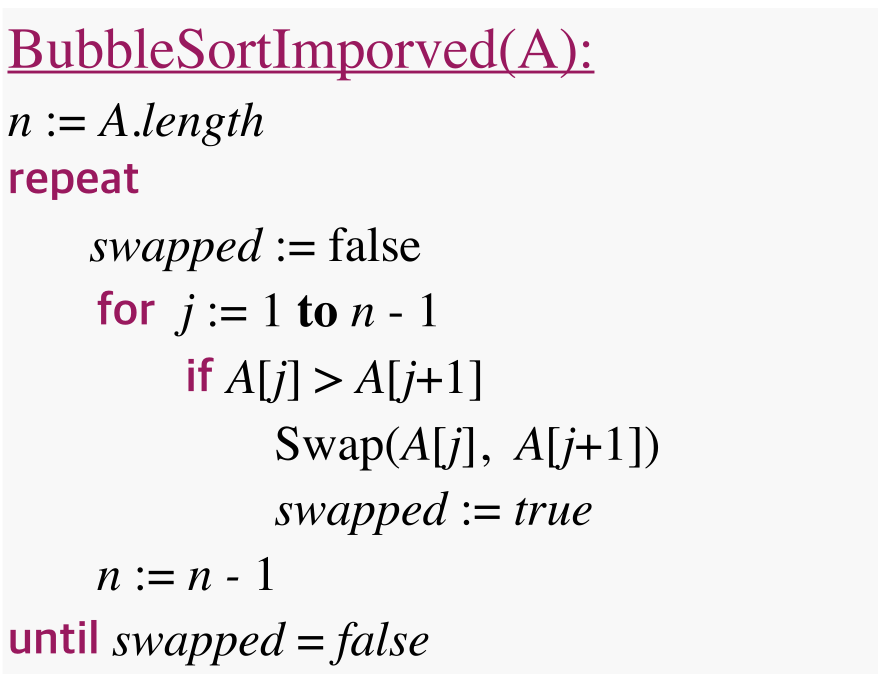 BubbleSortImporved(A):
n := A.length
repeat
swapped := false
for j := 1 to n - 1
if A[j] > A[j+1]
Swap(A[j], A[j+1])
swapped := true
n := n - 1
until swapped = false